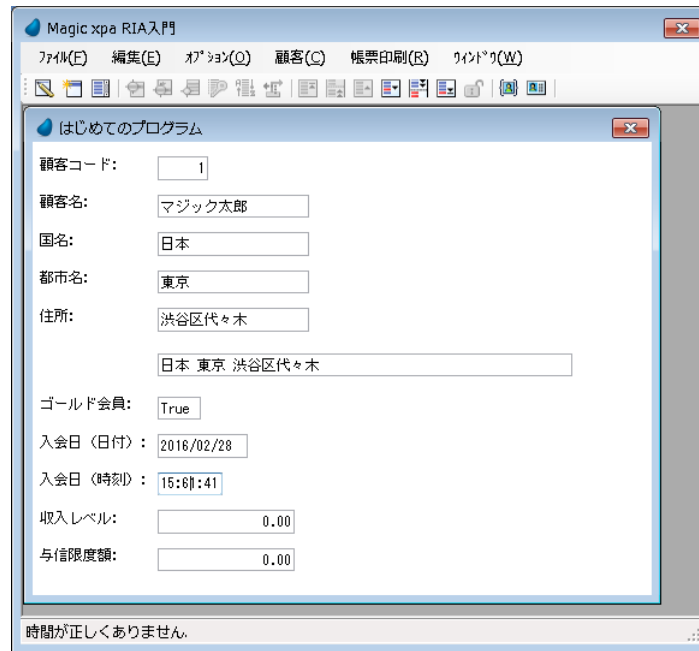 Magic xpa RIA入門
ファイル(F) 編集(E) オプション(O) 顧客(C) 帳票印刷(R) ウィンドウ(W)
はじめてのプログラム
顧客コード: 1
顧客名: マジック太郎
国名: 日本
都市名: 東京
住所: 渋谷区代々木
日本 東京 渋谷区代々木
ゴールド会員: True
入会日（日付）: 2016/02/28
入会日（時刻）: 15:61:41
収入レベル: 0.00
与信限度額: 0.00
時間が正しくありません.